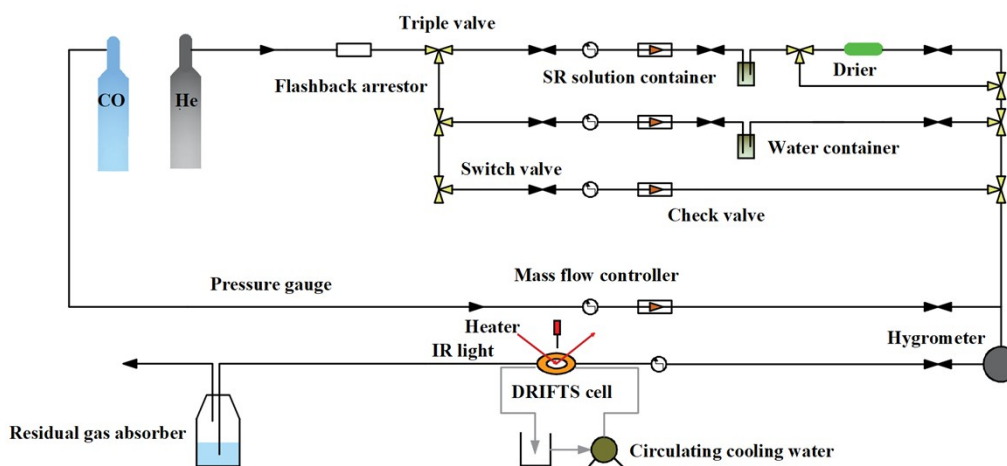 Triple valve
CO
He
Flashback arrestor
SR solution container
Drier
Switch valve
Water container
Check valve
Pressure gauge
Mass flow controller
Heater
IR light
Hygrometer
DRIFTS cell
Residual gas absorber
Circulating cooling water